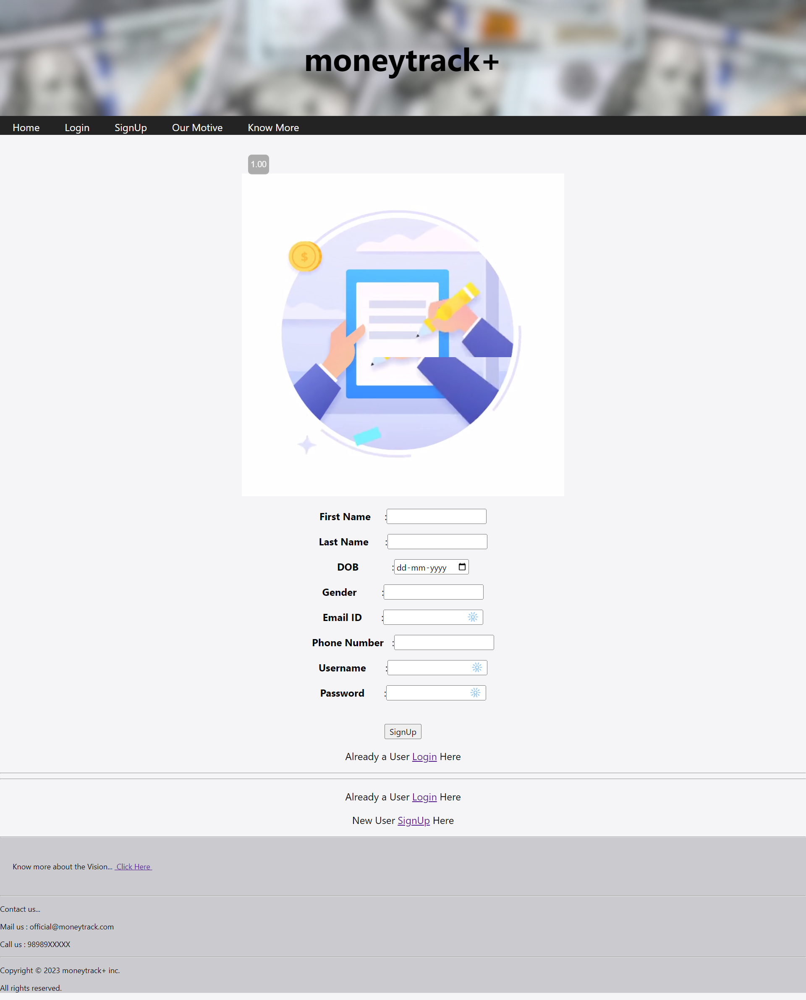 moneytrack+
Home Login SignUp Our Motive Know More
1.00
$
First Name :
Last Name :
DOB : dd-mm-yyyy
Gender :
Email ID :
Phone Number :
Username :
Password :
SignUp
Already a User Login Here
Already a User Login Here
New User SignUp Here
Know more about the Vision... Click Here
Contact us...
Mail us : official@moneytrack.com
Call us : 98989XXXXX
Copyright © 2023 moneytrack+ inc.
All rights reserved.